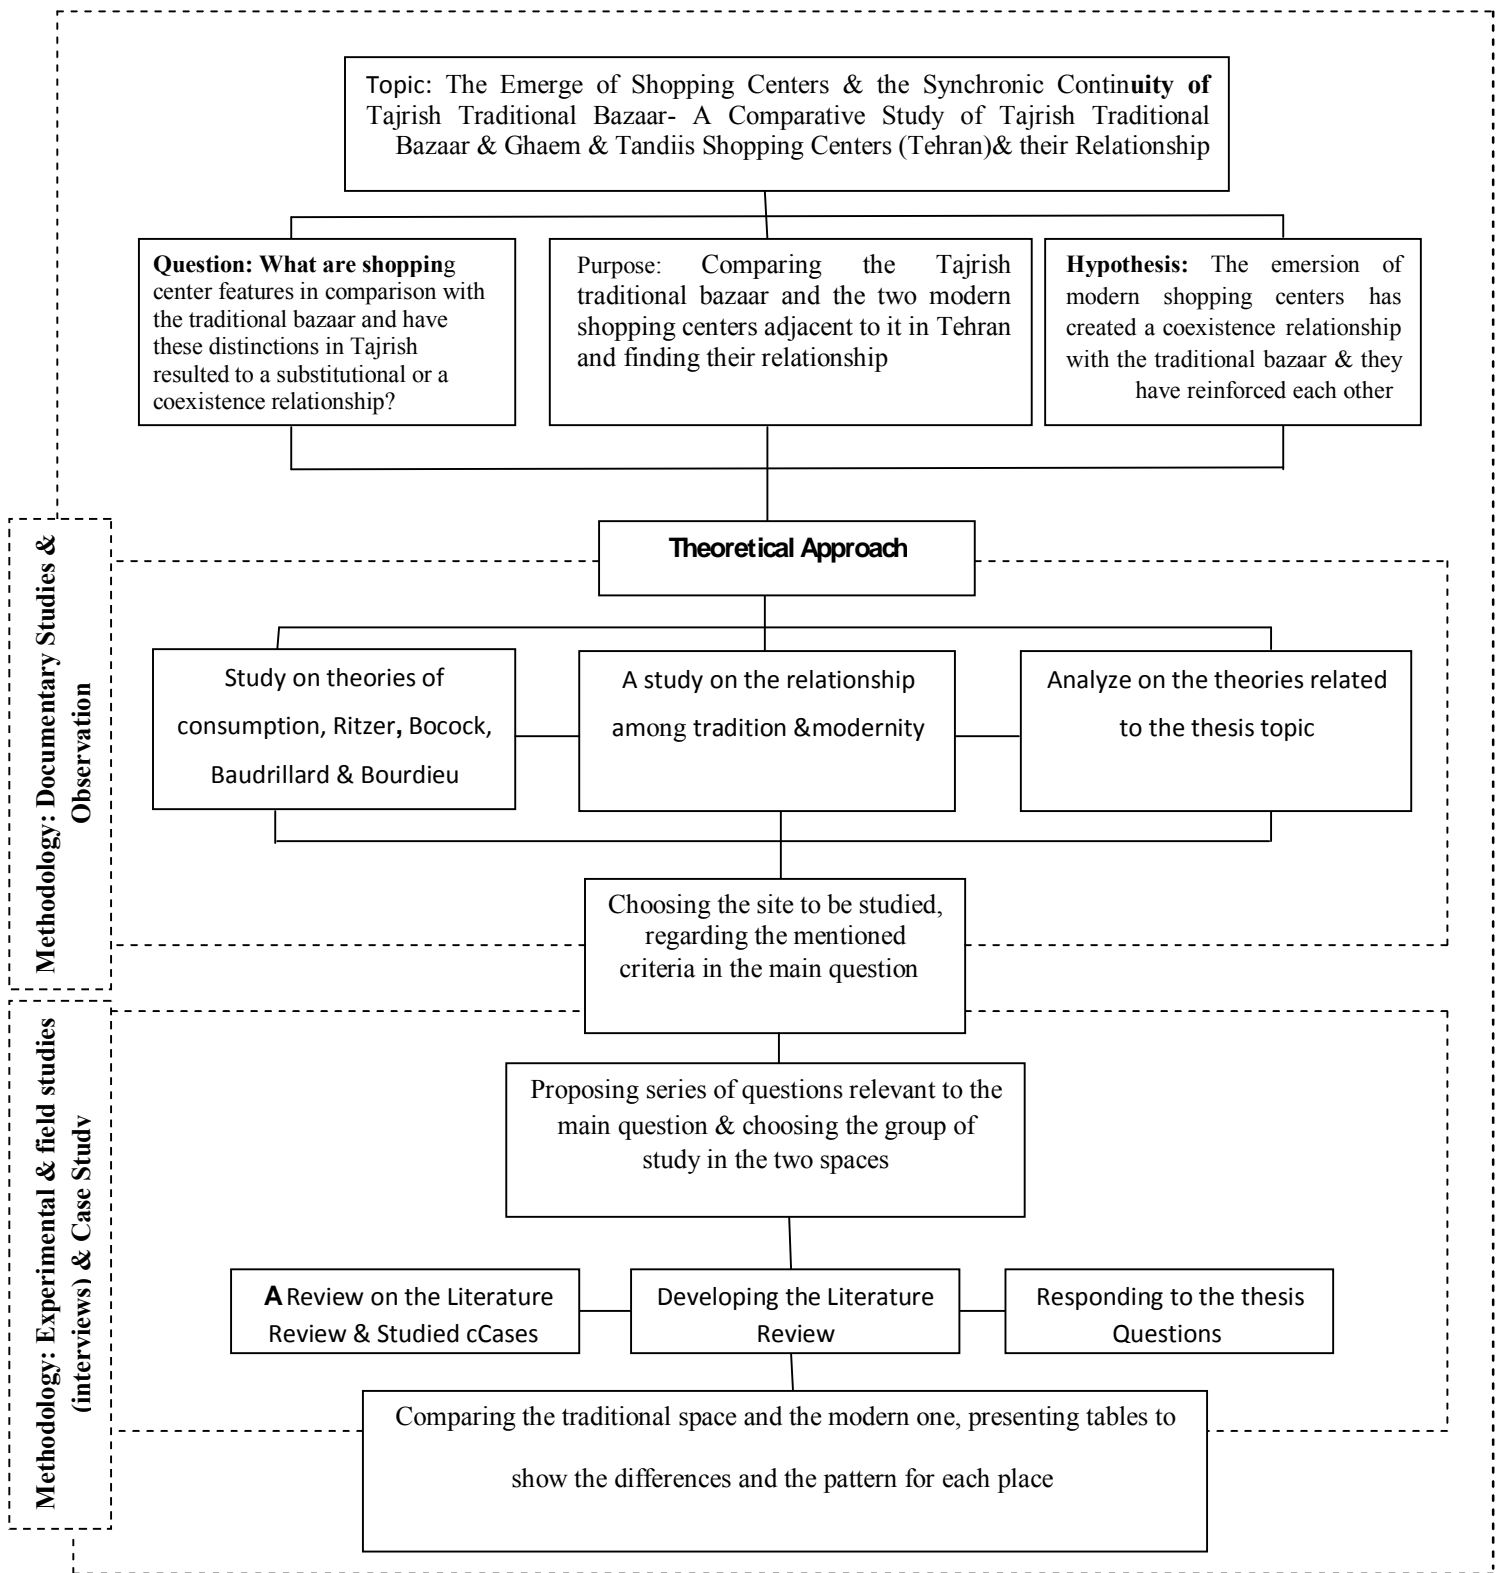 Topic: The Emerge of Shopping Centers & the Synchronic Continuity of
Tajrish Traditional Bazaar- A Comparative Study of Tajrish Traditional
Bazaar & Ghaem & Tandiis Shopping Centers (Tehran)& their Relationship
Question: What are shopping
center features in comparison with
the traditional bazaar and have
these distinctions in Tajrish
resulted to a substitutional or a
coexistence relationship?
Purpose: Comparing the Tajrish
traditional bazaar and the two modern
shopping centers adjacent to it in Tehran
and finding their relationship
Hypothesis: The emersion of
modern shopping centers has
created a coexistence relationship
with the traditional bazaar & they
have reinforced each other
Methodology: Documentary Studies &
Observation
Theoretical Approach
Study on theories of
consumption, Ritzer, Bocock,
Baudrillard & Bourdieu
A study on the relationship
among tradition &modernity
Analyze on the theories related
to the thesis topic
Choosing the site to be studied,
regarding the mentioned
criteria in the main question
Methodology: Experimental & field studies
(interviews) & Case Study
Proposing series of questions relevant to the
main question & choosing the group of
study in the two spaces
A Review on the Literature
Review & Studied cCases
Developing the Literature
Review
Responding to the thesis
Questions
Comparing the traditional space and the modern one, presenting tables to
show the differences and the pattern for each place